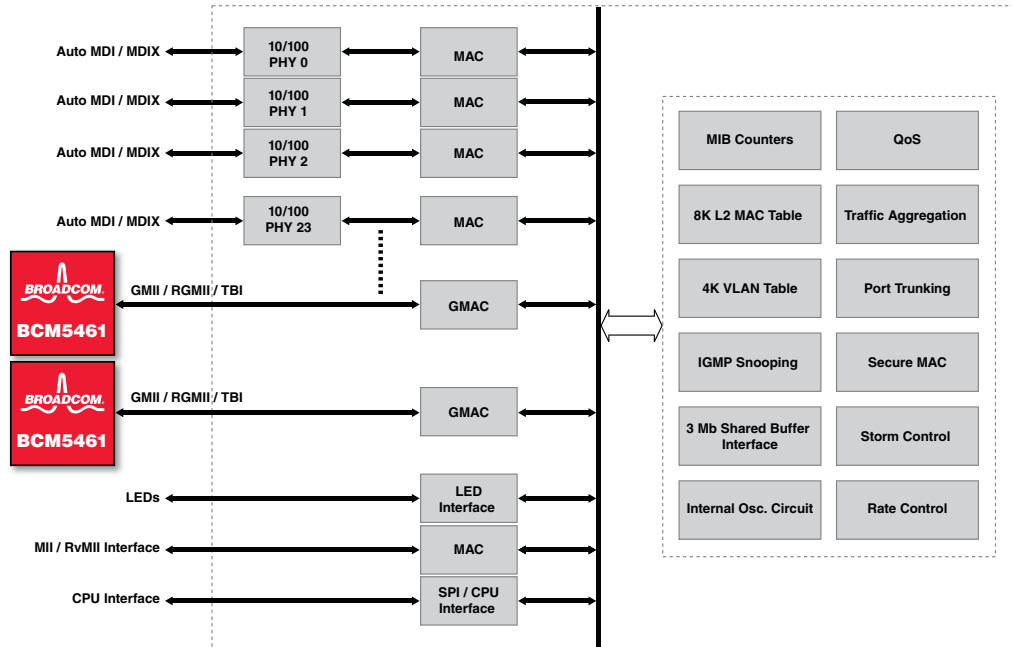 Auto MDI / MDIX
10/100
PHY 0
MAC
Auto MDI / MDIX
10/100
PHY 1
MAC
Auto MDI / MDIX
10/100
PHY 2
MAC
Auto MDI / MDIX
10/100
PHY 23
MAC
BROADCOM.
BCM5461
GMII / RGMII / TBI
GMAC
BROADCOM.
BCM5461
GMII / RGMII / TBI
GMAC
LEDs
LED
Interface
MII / RvMII Interface
MAC
CPU Interface
SPI / CPU
Interface
MIB Counters
QoS
8K L2 MAC Table
Traffic Aggregation
4K VLAN Table
Port Trunking
IGMP Snooping
Secure MAC
3 Mb Shared Buffer
Interface
Storm Control
Internal Osc. Circuit
Rate Control